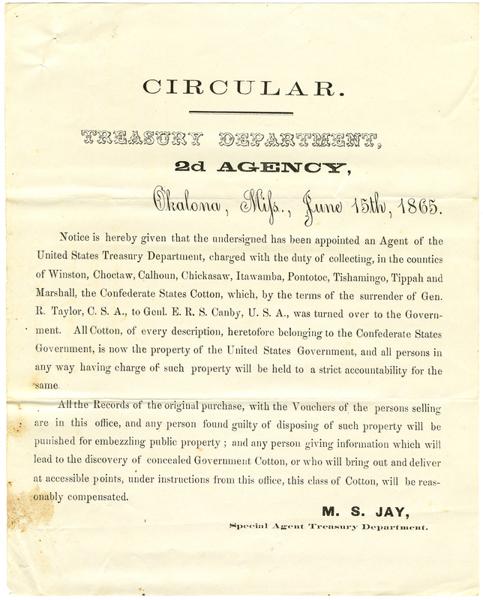 CIRCULAR.
TREASURY DEPARTMENT,
2d AGENCY,
Okalona, Miſs., June 15th, 1865.
Notice is hereby given that the undersigned has been appointed an Agent of the
United States Treasury Department, charged with the duty of collecting, in the counties
of Winston, Choctaw, Calhoun, Chickasaw, Itawamba, Pontotoc, Tishamingo, Tippah and
Marshall, the Confederate States Cotton, which, by the terms of the surrender of Gen.
R. Taylor, C. S. A., to Genl. E. R. S. Canby, U. S. A., was turned over to the Govern-
ment. All Cotton, of every description, heretofore belonging to the Confederate States
Government, is now the property of the United States Government, and all persons in
any way having charge of such property will be held to a strict accountability for the
same.
All the Records of the original purchase, with the Vouchers of the persons selling
are in this office, and any person found guilty of disposing of such property will be
punished for embezzling public property ; and any person giving information which will
lead to the discovery of concealed Government Cotton, or who will bring out and deliver
at accessible points, under instructions from this office, this class of Cotton, will be reas-
onably compensated.
M. S. JAY,
Special Agent Treasury Department.